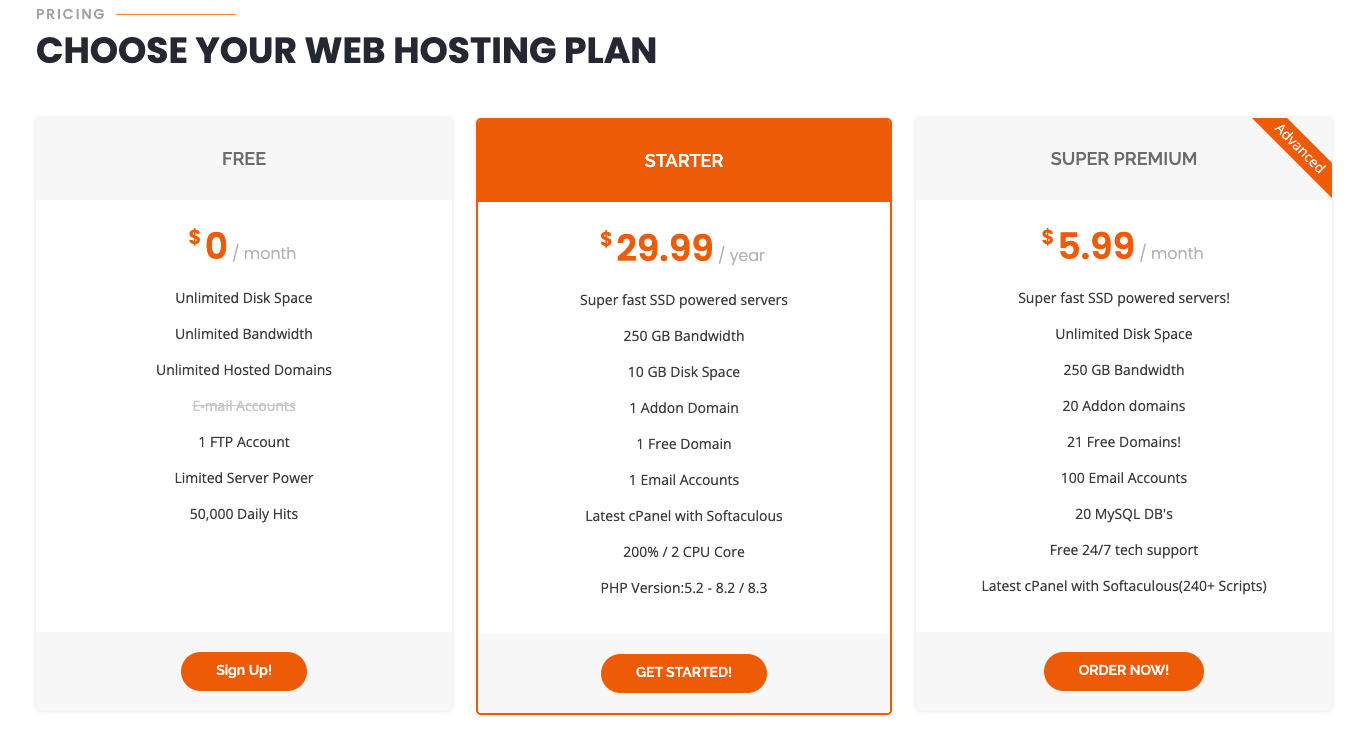 PRICING
CHOOSE YOUR WEB HOSTING PLAN
FREE
$0 / month
Unlimited Disk Space
Unlimited Bandwidth
Unlimited Hosted Domains
E-mail Accounts
1 FTP Account
Limited Server Power
50,000 Daily Hits
Sign Up!
STARTER
$29.99 / year
Super fast SSD powered servers
250 GB Bandwidth
10 GB Disk Space
1 Addon Domain
1 Free Domain
1 Email Accounts
Latest cPanel with Softaculous
200% / 2 CPU Core
PHP Version:5.2 - 8.2 / 8.3
GET STARTED!
Advanced
SUPER PREMIUM
$5.99 / month
Super fast SSD powered servers!
Unlimited Disk Space
250 GB Bandwidth
20 Addon domains
21 Free Domains!
100 Email Accounts
20 MySQL DB's
Free 24/7 tech support
Latest cPanel with Softaculous(240+ Scripts)
ORDER NOW!